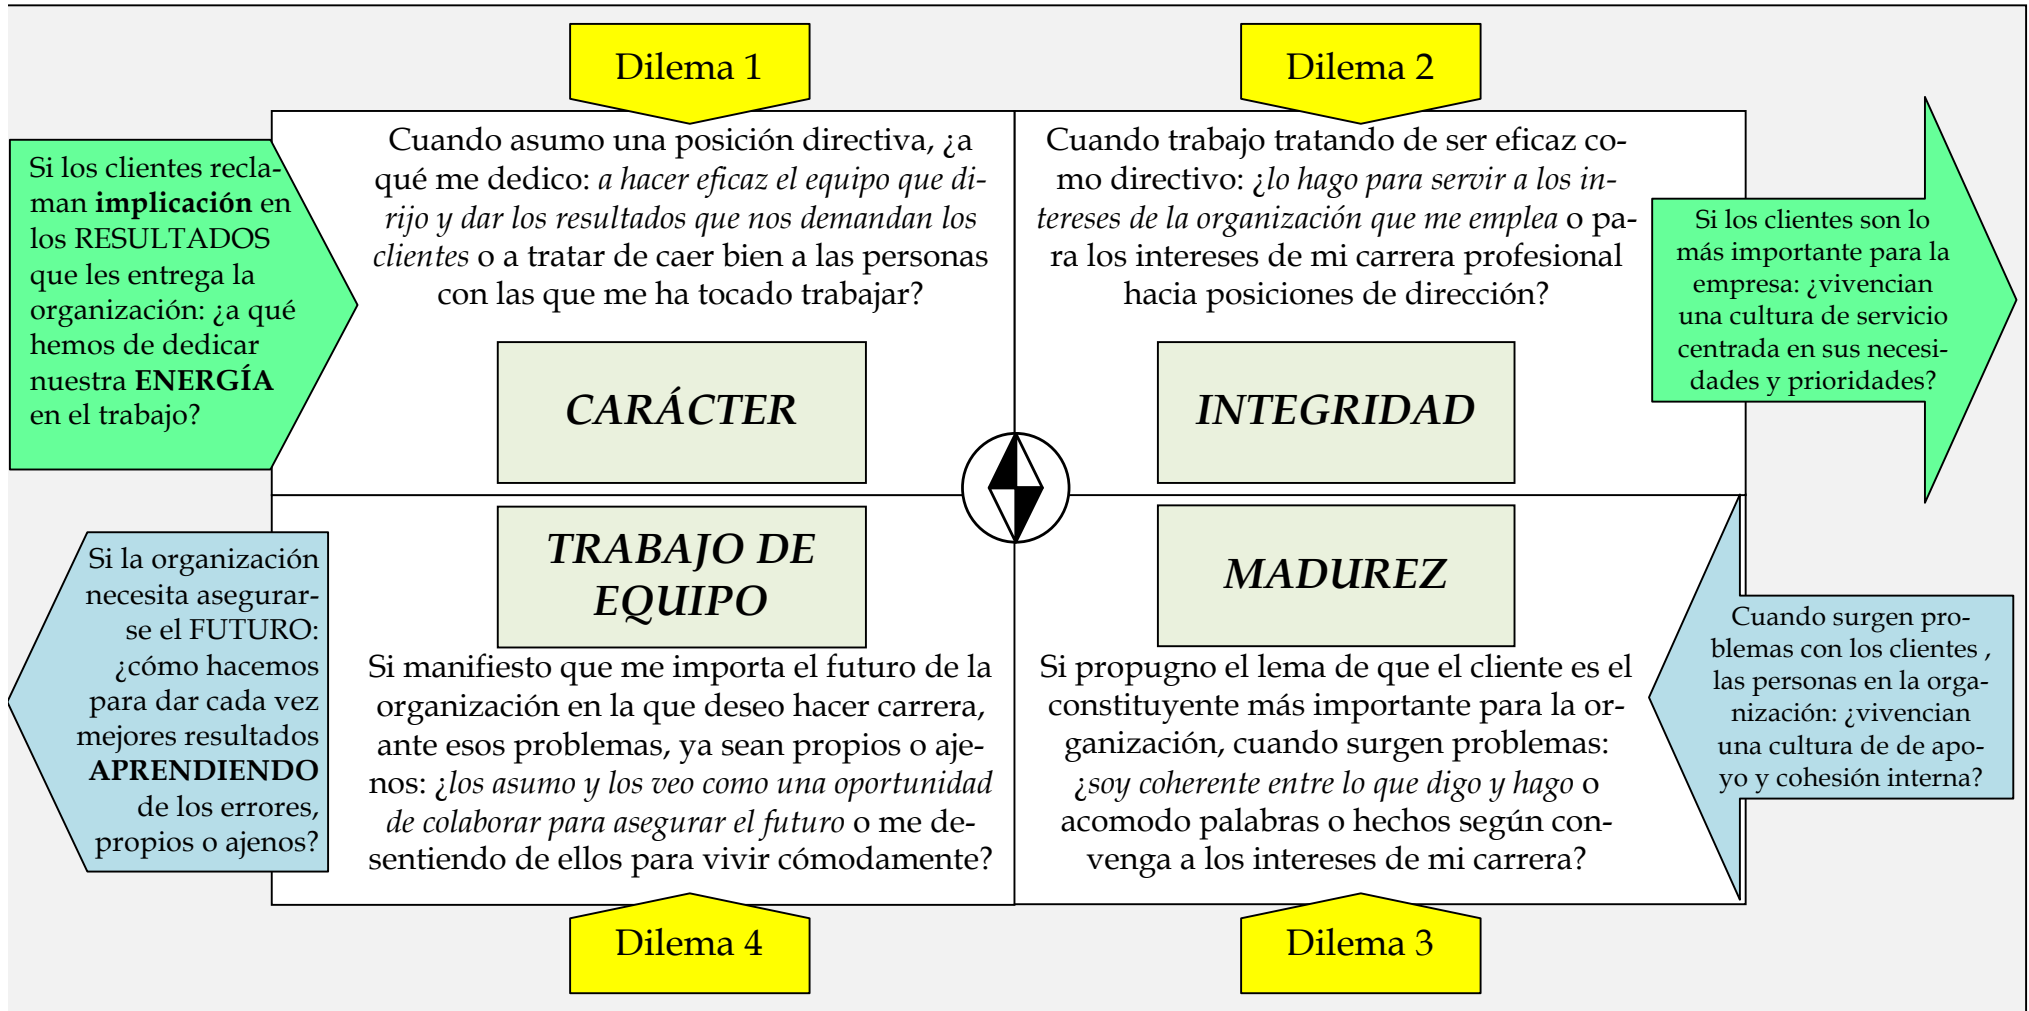 Dilema 1
Dilema 2
Si los clientes recla-
man implicación en
los RESULTADOS
que les entrega la
organización: ¿a qué
hemos de dedicar
nuestra ENERGÍA
en el trabajo?
Cuando asumo una posición directiva, ¿a
qué me dedico: a hacer eficaz el equipo que di-
rijo y dar los resultados que nos demandan los
clientes o a tratar de caer bien a las personas
con las que me ha tocado trabajar?
CARÁCTER
Cuando trabajo tratando de ser eficaz co-
mo directivo: ¿lo hago para servir a los in-
tereses de la organización que me emplea o pa-
ra los intereses de mi carrera profesional
hacia posiciones de dirección?
INTEGRIDAD
Si los clientes son lo
más importante para la
empresa: ¿vivencian
una cultura de servicio
centrada en sus necesi-
dades y prioridades?
Si la organización
necesita asegurar-
se el FUTURO:
¿cómo hacemos
para dar cada vez
mejores resultados
APRENDIENDO
de los errores,
propios o ajenos?
TRABAJO DE
EQUIPO
Si manifiesto que me importa el futuro de la
organización en la que deseo hacer carrera,
ante esos problemas, ya sean propios o aje-
nos: ¿los asumo y los veo como una oportunidad
de colaborar para asegurar el futuro o me de-
sentiendo de ellos para vivir cómodamente?
MADUREZ
Si propugno el lema de que el cliente es el
constituyente más importante para la or-
ganización, cuando surgen problemas:
¿soy coherente entre lo que digo y hago o
acomodo palabras o hechos según con-
venga a los intereses de mi carrera?
Cuando surgen pro-
blemas con los clientes ,
las personas en la orga-
nización: ¿vivencian
una cultura de de apo-
yo y cohesión interna?
Dilema 4
Dilema 3